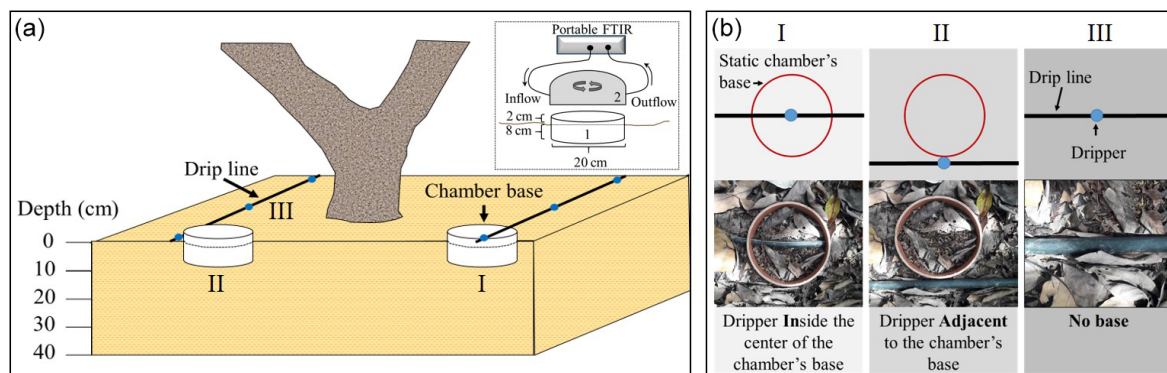 (a)
Portable FTIR
Inflow
2
Outflow
2 cm
8 cm
1
20 cm
Drip line
Chamber base
III
Depth (cm)
0
10
20
30
40
II
I
(b)
I
II
III
Static chamber's
base
Drip line
Dripper
Dripper Inside the
center of the
chamber's base
Dripper Adjacent
to the chamber's
base
No base